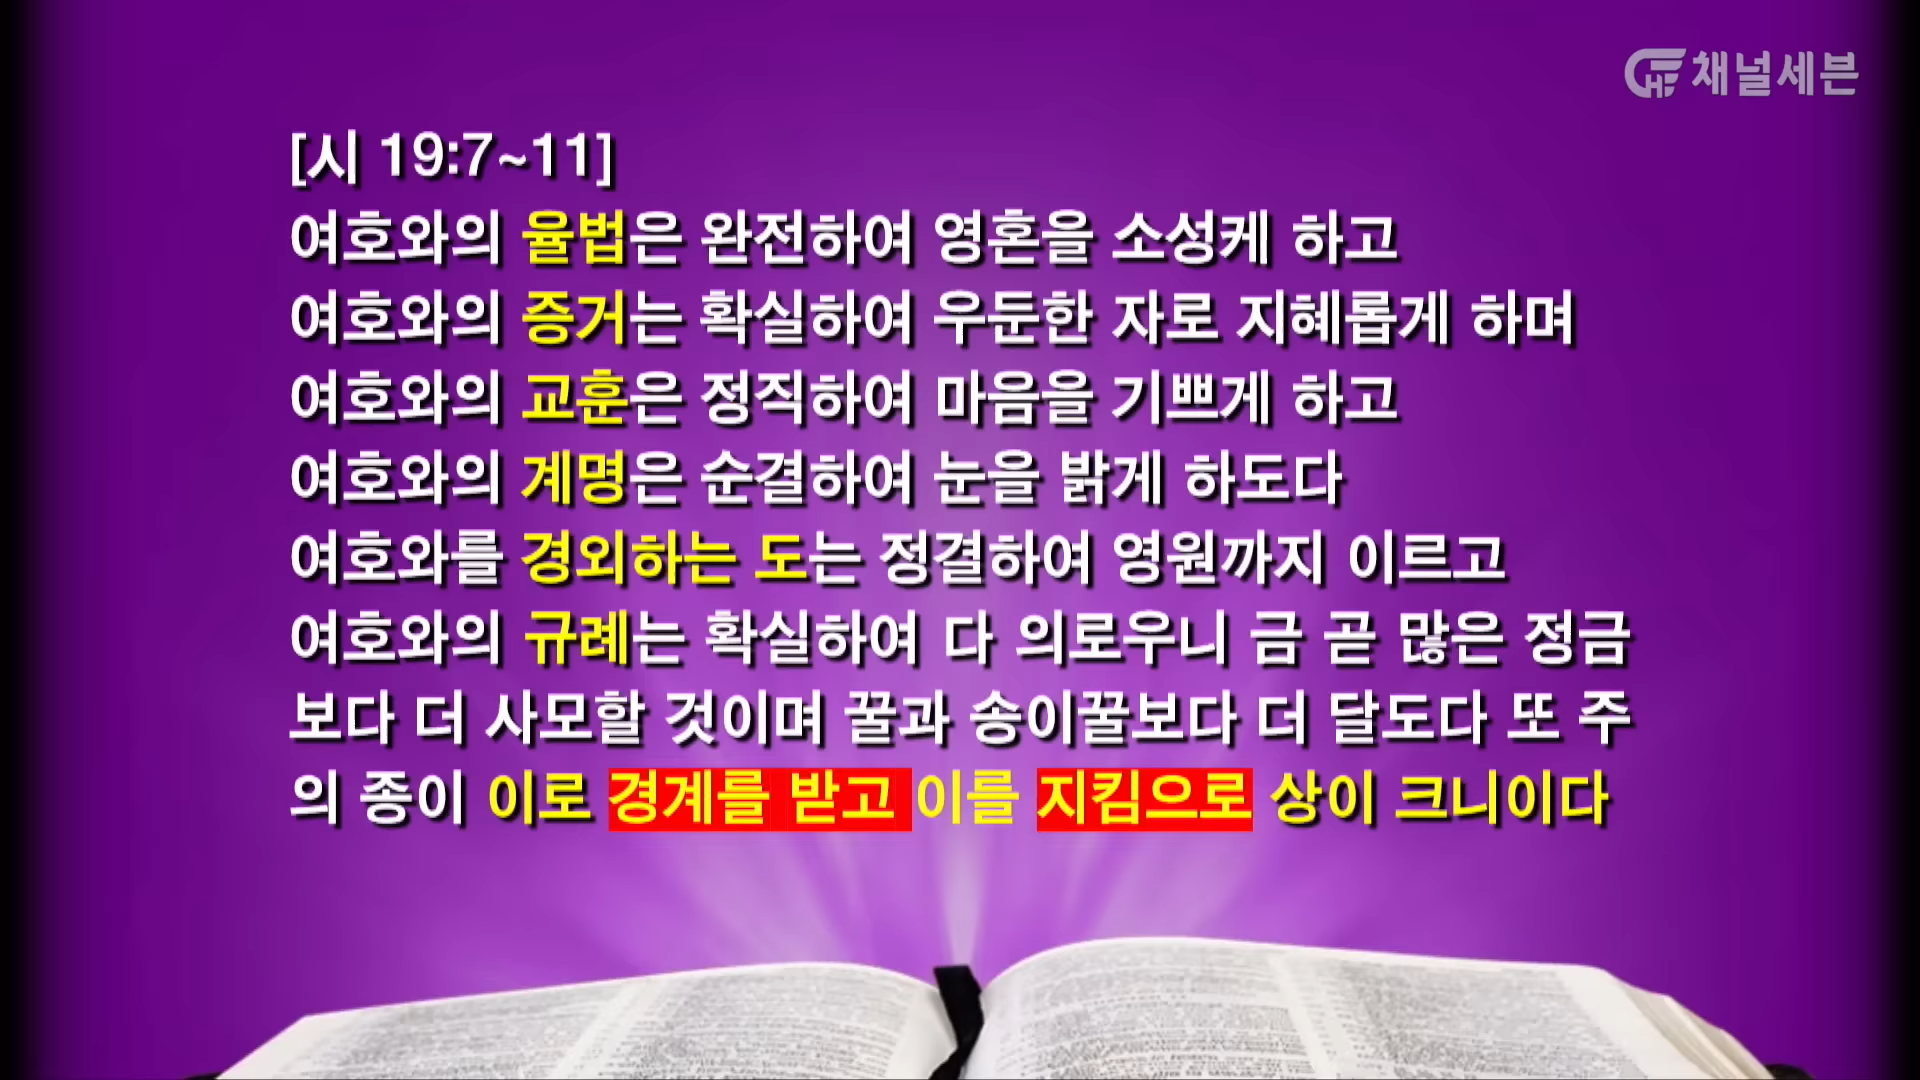 채널세븐
[시 19:7~11]
여호와의 율법은 완전하여 영혼을 소성케 하고
여호와의 증거는 확실하여 우둔한 자로 지혜롭게 하며
여호와의 교훈은 정직하여 마음을 기쁘게 하고
여호와의 계명은 순결하여 눈을 밝게 하도다
여호와를 경외하는 도는 정결하여 영원까지 이르고
여호와의 규례는 확실하여 다 의로우니 금 곧 많은 정금
보다 더 사모할 것이며 꿀과 송이꿀보다 더 달도다 또 주
의 종이 이로 경계를 받고 이를 지킴으로 상이 크니이다